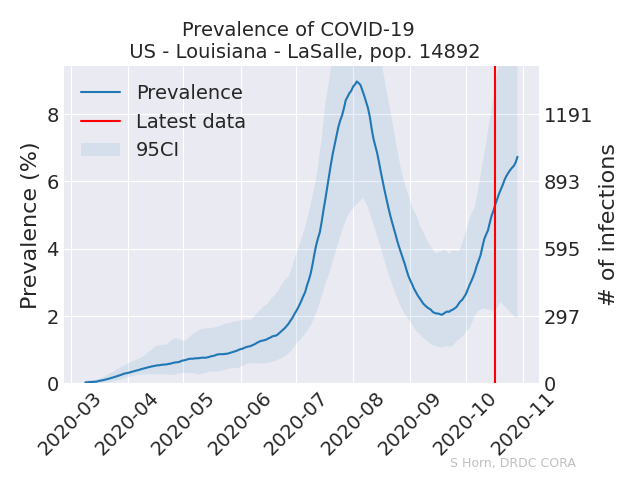 Prevalence of COVID-19
US - Louisiana - LaSalle, pop. 14892
Prevalence
Latest data
95CI
Prevalence (%)
8
6
4
2
0
1191
893
595
297
0
# of infections
2020-03
2020-04
2020-05
2020-06
2020-07
2020-08
2020-09
2020-10
2020-11
S Horn, DRDC CORA